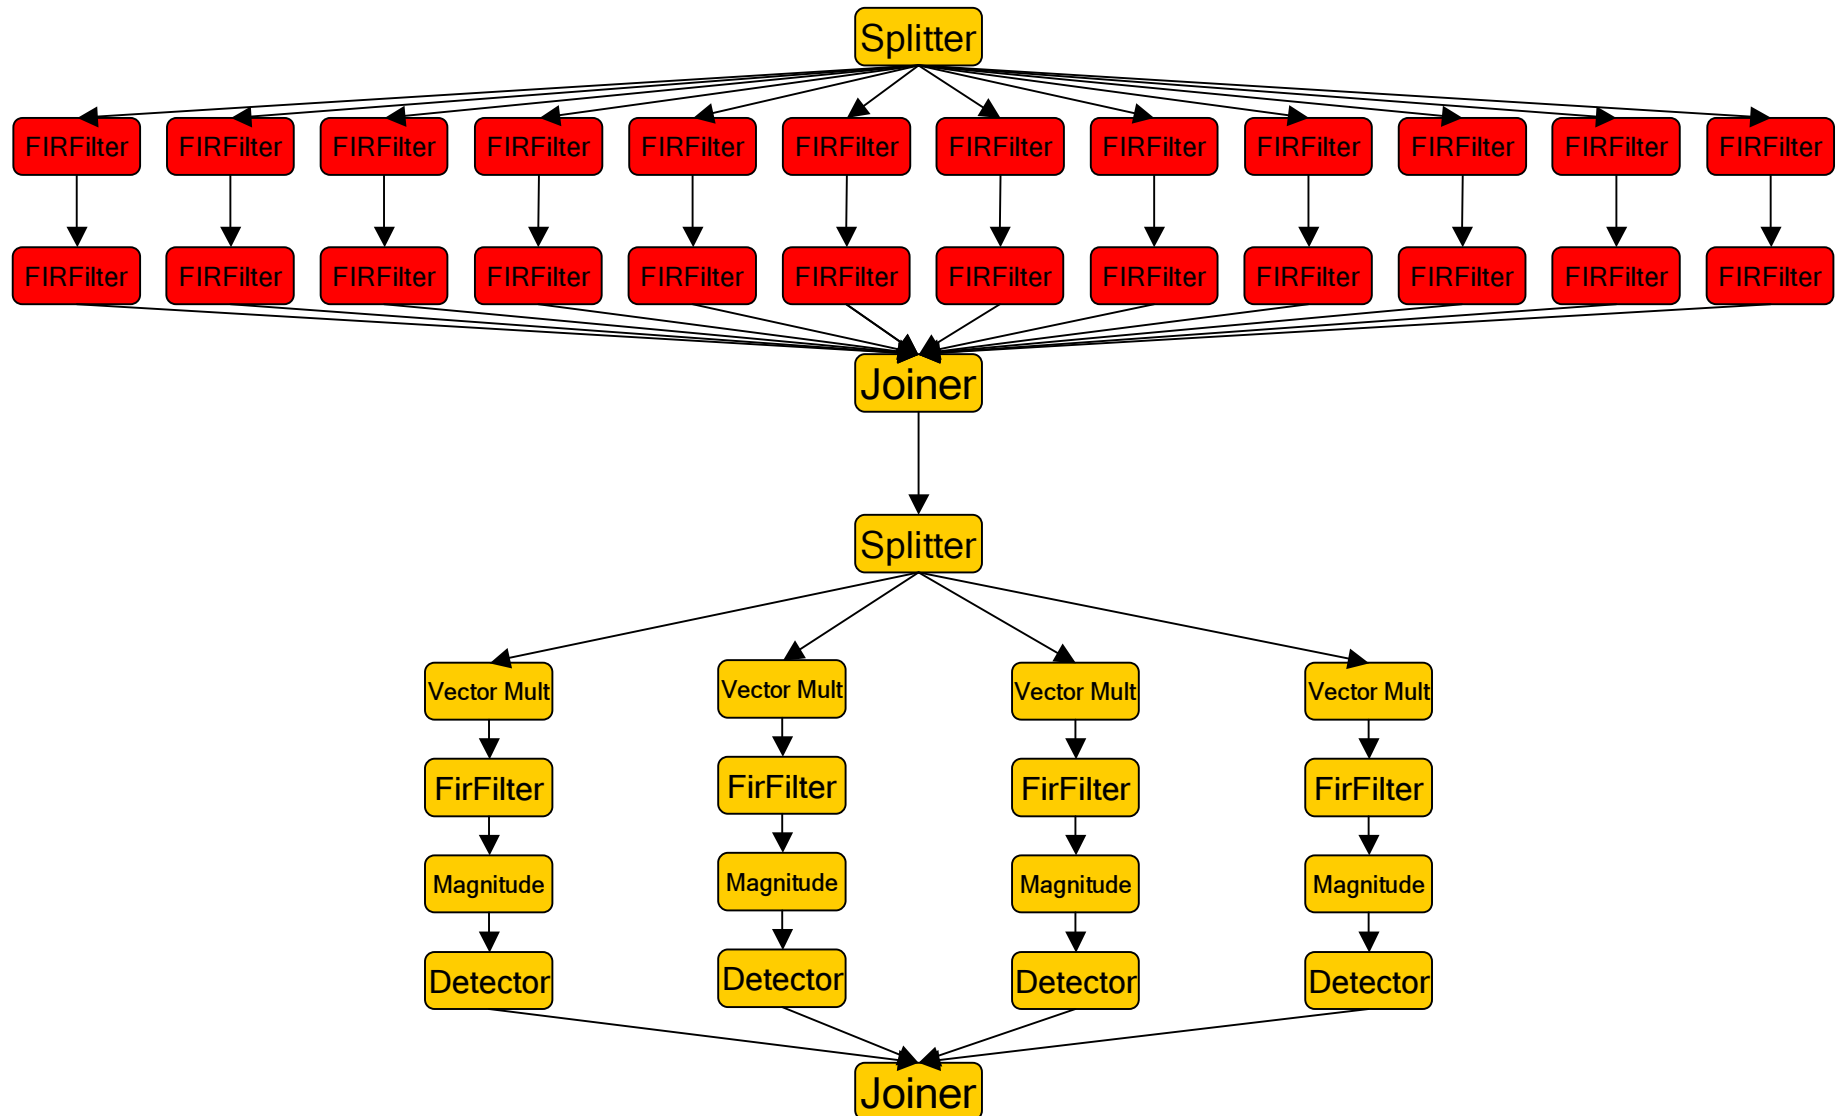 Splitter
FIRFilter FIRFilter FIRFilter FIRFilter FIRFilter FIRFilter FIRFilter FIRFilter FIRFilter FIRFilter FIRFilter FIRFilter
FIRFilter FIRFilter FIRFilter FIRFilter FIRFilter FIRFilter FIRFilter FIRFilter FIRFilter FIRFilter FIRFilter FIRFilter
Joiner
Splitter
Vector Mult Vector Mult Vector Mult Vector Mult
FirFilter FirFilter FirFilter FirFilter
Magnitude Magnitude Magnitude Magnitude
Detector Detector Detector Detector
Joiner